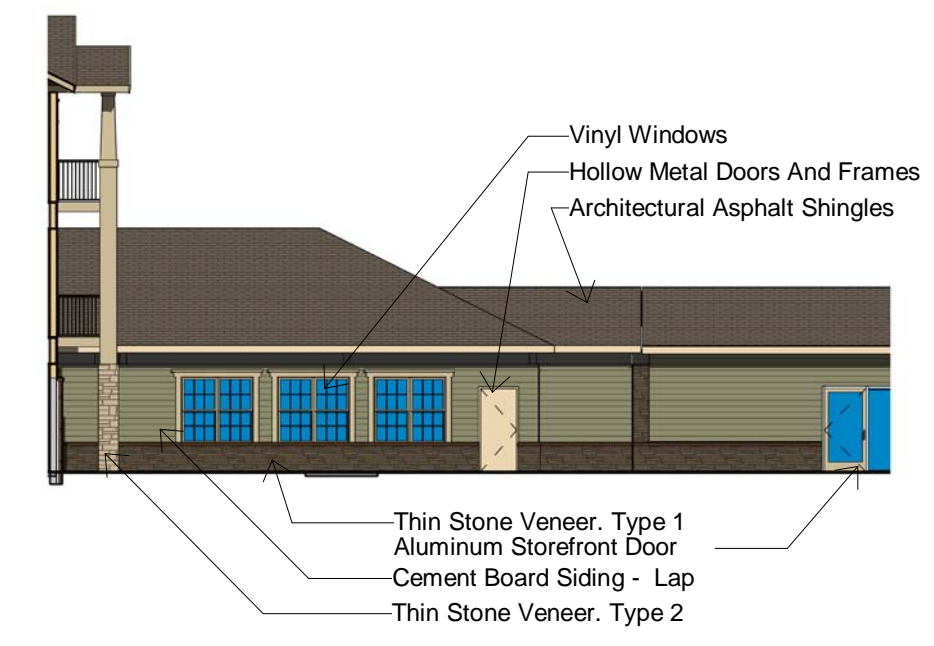 Vinyl Windows
Hollow Metal Doors And Frames
Architectural Asphalt Shingles
Thin Stone Veneer. Type 1
Aluminum Storefront Door
Cement Board Siding - Lap
Thin Stone Veneer. Type 2